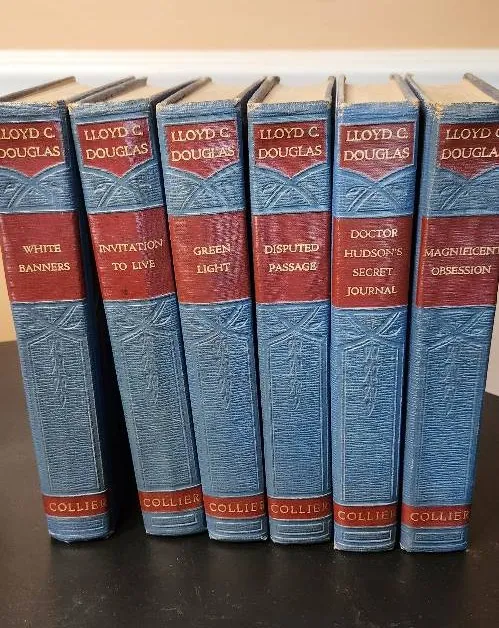 LLOYD C.
DOUGLAS
WHITE
BANNERS
COLLIER
LLOYD C.
DOUGLAS
INVITATION
TO LIVE
COLLIER
LLOYD C.
DOUGLAS
GREEN
LIGHT
COLLIER
LLOYD C.
DOUGLAS
DISPUTED
PASSAGE
COLLIER
LLOYD C.
DOUGLAS
DOCTOR
HUDSON'S
SECRET
JOURNAL
COLLIER
LLOYD C
DOUGLA
MAGNIFICENT
OBSESSION
COLLIER